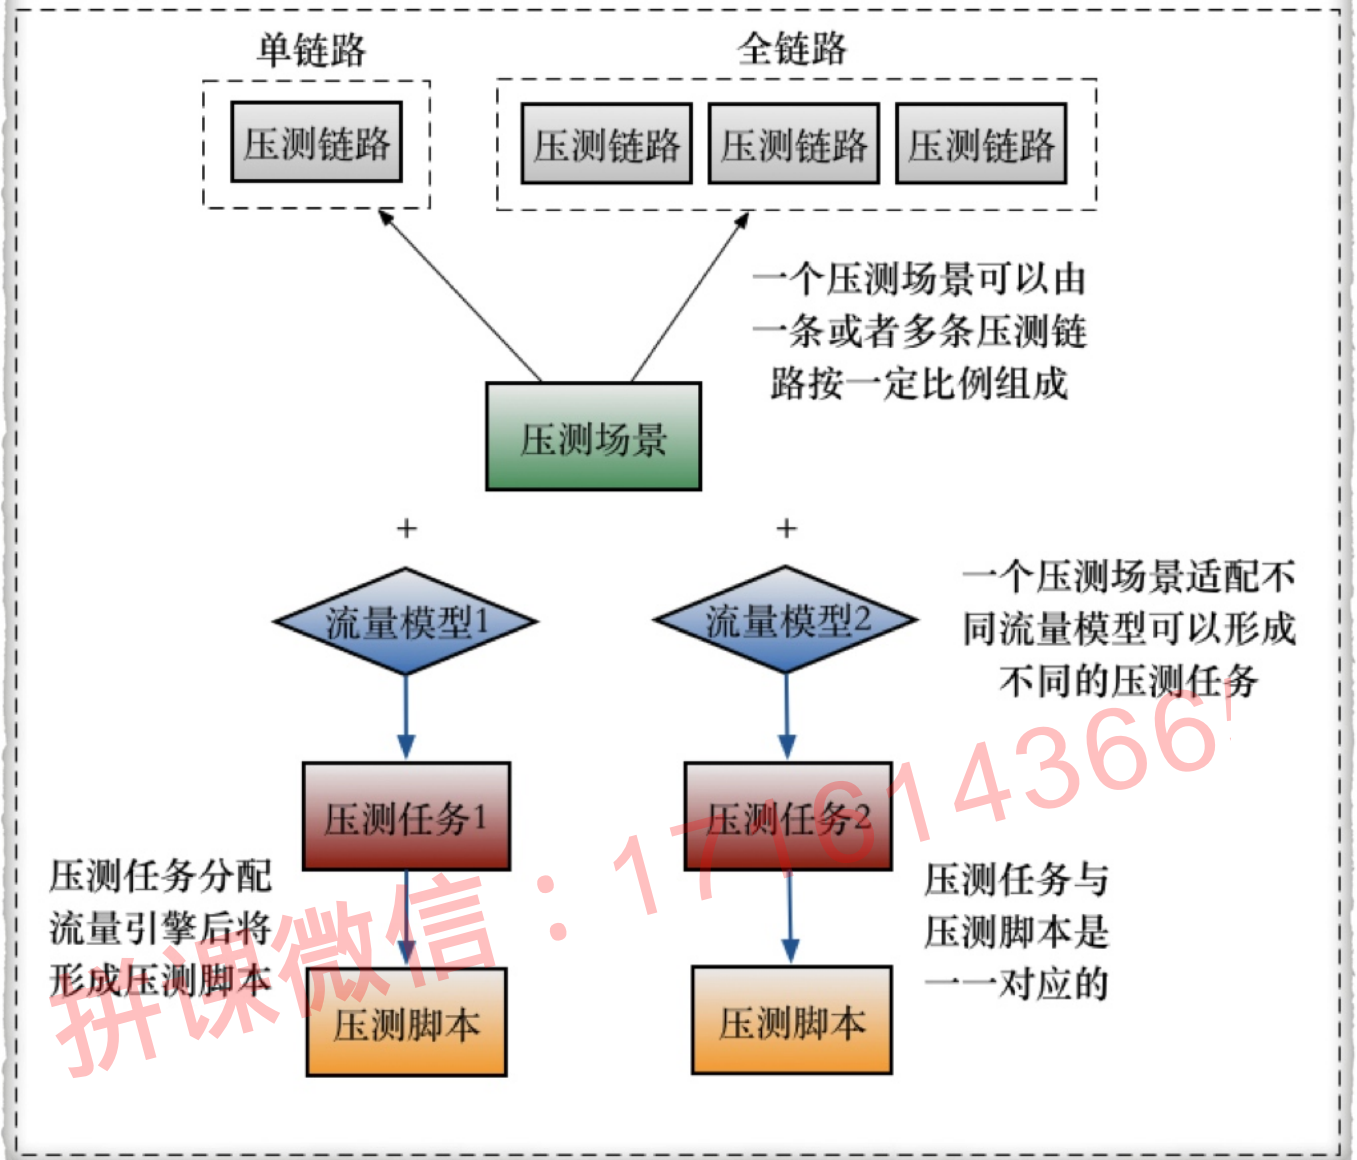 单链路
全链路
压测链路
压测链路
压测链路
压测链路
一个压测场景可以由
一条或者多条压测链
路按一定比例组成
压测场景
+
+
流量模型1
流量模型2
一个压测场景适配不
同流量模型可以形成
不同的压测任务
压测任务1
压测任务2
压测任务分配
流量引擎后将
形成压测脚本
压测任务与
压测脚本是
一一对应的
压测脚本
压测脚本
拼课微信：171614366